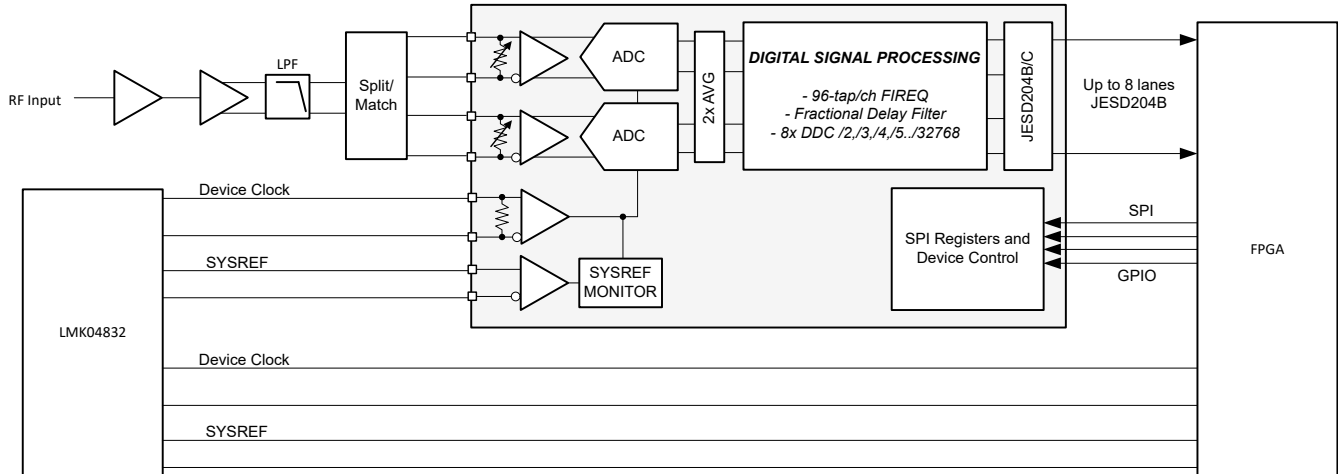 RF Input
LPF
Split/
Match
ADC
ADC
2x AVG
DIGITAL SIGNAL PROCESSING
- 96-tap/ch FIREQ
- Fractional Delay Filter
- 8x DDC /2,/3,/4,/5../32768
JESD204B/C
Up to 8 lanes
JESD204B
Device Clock
SYSREF
SYSREF
MONITOR
SPI Registers and
Device Control
SPI
GPIO
FPGA
LMK04832
Device Clock
SYSREF